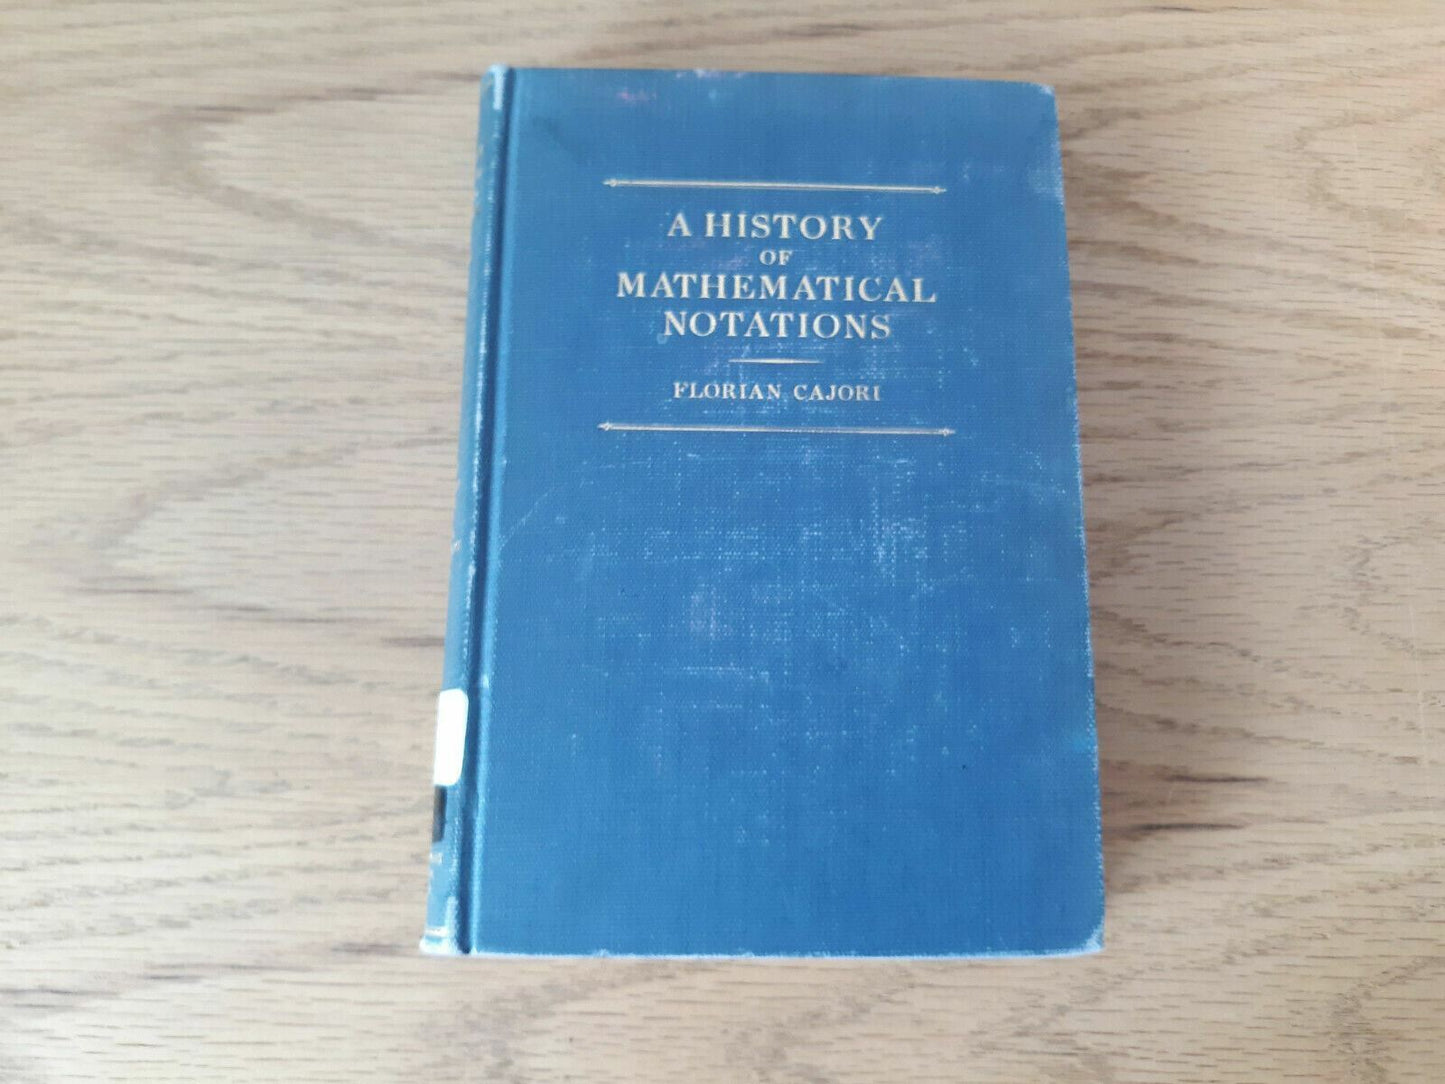 A HISTORY
OF
MATHEMATICAL
NOTATIONS
FLORIAN CAJORI